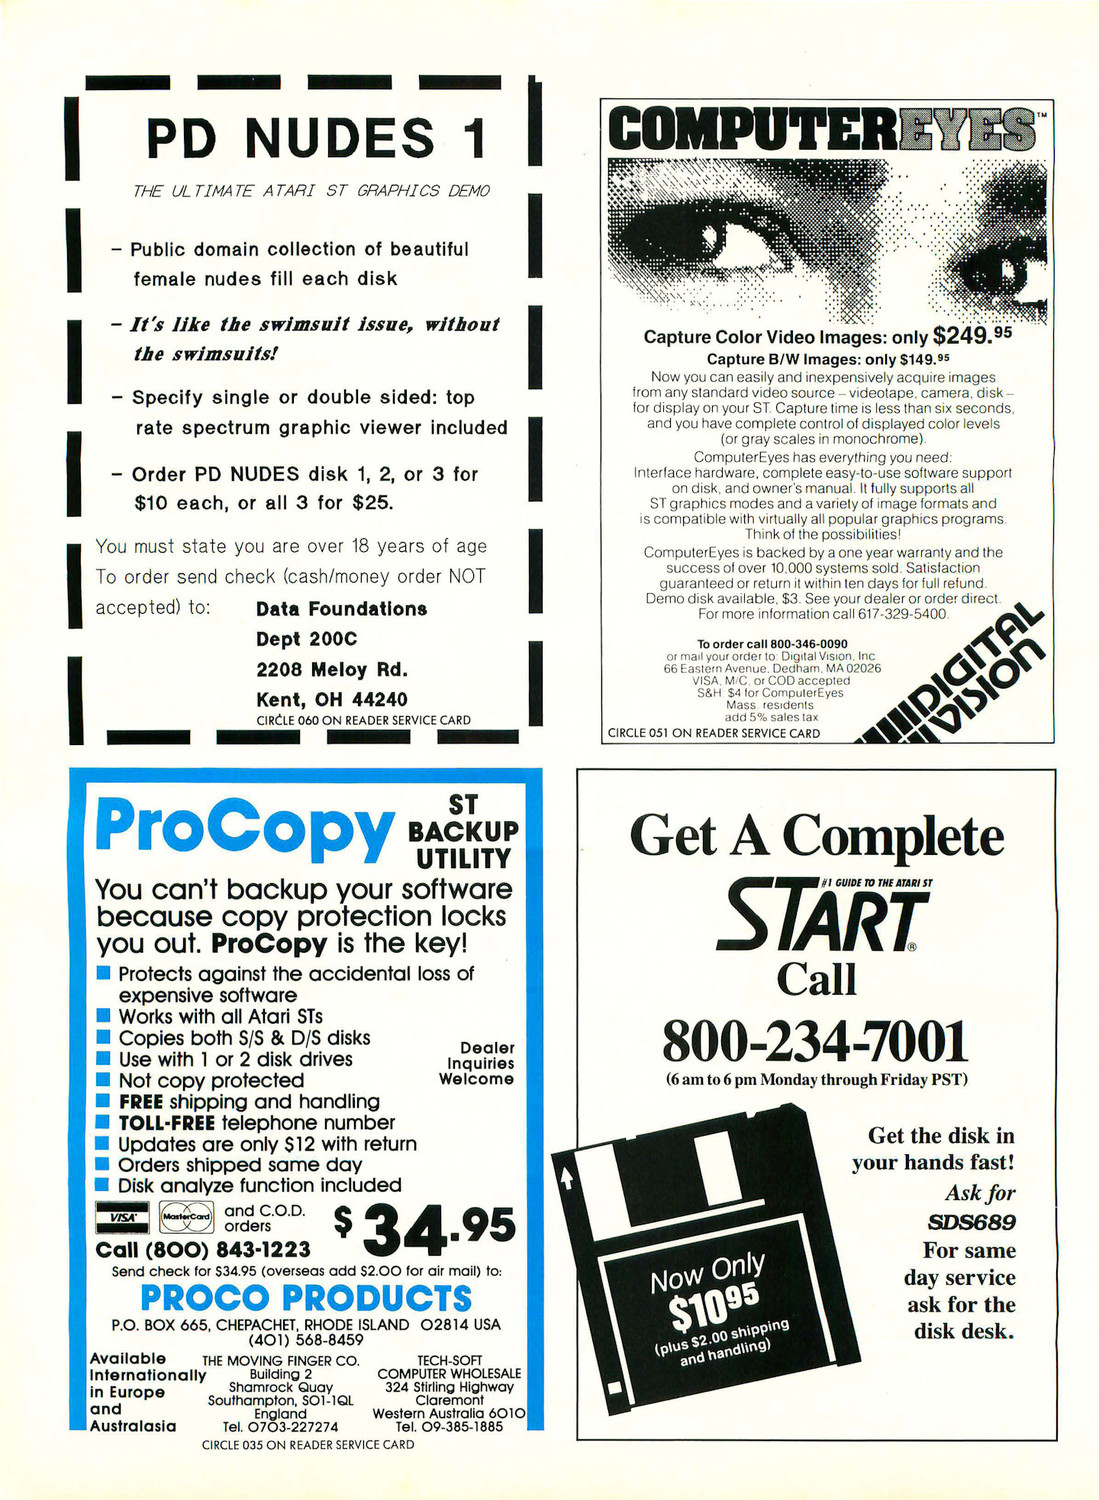 PD NUDES 1
THE ULTIMATE ATARI ST GRAPHICS DEMO
– Public domain collection of beautiful
female nudes fill each disk
– It's like the swimsuit issue, without
the swimsuits!
– Specify single or double sided: top
rate spectrum graphic viewer included
– Order PD NUDES disk 1, 2, or 3 for
$10 each, or all 3 for $25.
You must state you are over 18 years of age
To order send check (cash/money order NOT
accepted) to:
Data Foundations
Dept 200C
2208 Meloy Rd.
Kent, OH 44240
CIRCLE 060 ON READER SERVICE CARD
COMPUTEREYES™
Capture Color Video Images: only $249.95
Capture B/W Images: only $149.95
Now you can easily and inexpensively acquire images
from any standard video source – videotape, camera, disk –
for display on your ST. Capture time is less than six seconds,
and you have complete control of displayed color levels
(or gray scales in monochrome).
ComputerEyes has everything you need:
Interface hardware, complete easy-to-use software support
on disk, and owner's manual. It fully supports all
ST graphics modes and a variety of image formats and
is compatible with virtually all popular graphics programs.
Think of the possibilities!
ComputerEyes is backed by a one year warranty and the
success of over 10,000 systems sold. Satisfaction
guaranteed or return it within ten days for full refund.
Demo disk available, $3. See your dealer or order direct.
For more information call 617-329-5400.
To order call 800-346-0090
or mail your order to: Digital Vision, Inc.
66 Eastern Avenue, Dedham, MA 02026
VISA, M/C, or COD accepted
S&H: $4 for ComputerEyes
Mass. residents
add 5% sales tax
DIGITAL
VISION
CIRCLE 051 ON READER SERVICE CARD
ProCopy
ST
BACKUP
UTILITY
You can't backup your software
because copy protection locks
you out. ProCopy is the key!
Protects against the accidental loss of
expensive software
Works with all Atari STs
Copies both S/S & D/S disks
Use with 1 or 2 disk drives
Not copy protected
FREE shipping and handling
TOLL-FREE telephone number
Updates are only $12 with return
Orders shipped same day
Disk analyze function included
Dealer
Inquiries
Welcome
VISA
MasterCard
and C.O.D.
orders
$34.95
Call (800) 843-1223
Send check for $34.95 (overseas add $2.00 for air mail) to:
PROCO PRODUCTS
P.O. BOX 665, CHEPACHET, RHODE ISLAND 02814 USA
(401) 568-8459
Available
Internationally
in Europe
and
Australasia
THE MOVING FINGER CO.
Building 2
Shamrock Quay
Southampton, SO1-1QL
England
Tel. 0703-227274
TECH-SOFT
COMPUTER WHOLESALE
324 Stirling Highway
Claremont
Western Australia 6010
Tel. 09-385-1885
CIRCLE 035 ON READER SERVICE CARD
Get A Complete
#1 GUIDE TO THE ATARI ST
START®
Call
800-234-7001
(6 am to 6 pm Monday through Friday PST)
Get the disk in
your hands fast!
Ask for
SDS689
For same
day service
ask for the
disk desk.
Now Only
$1095
(plus $2.00 shipping
and handling)